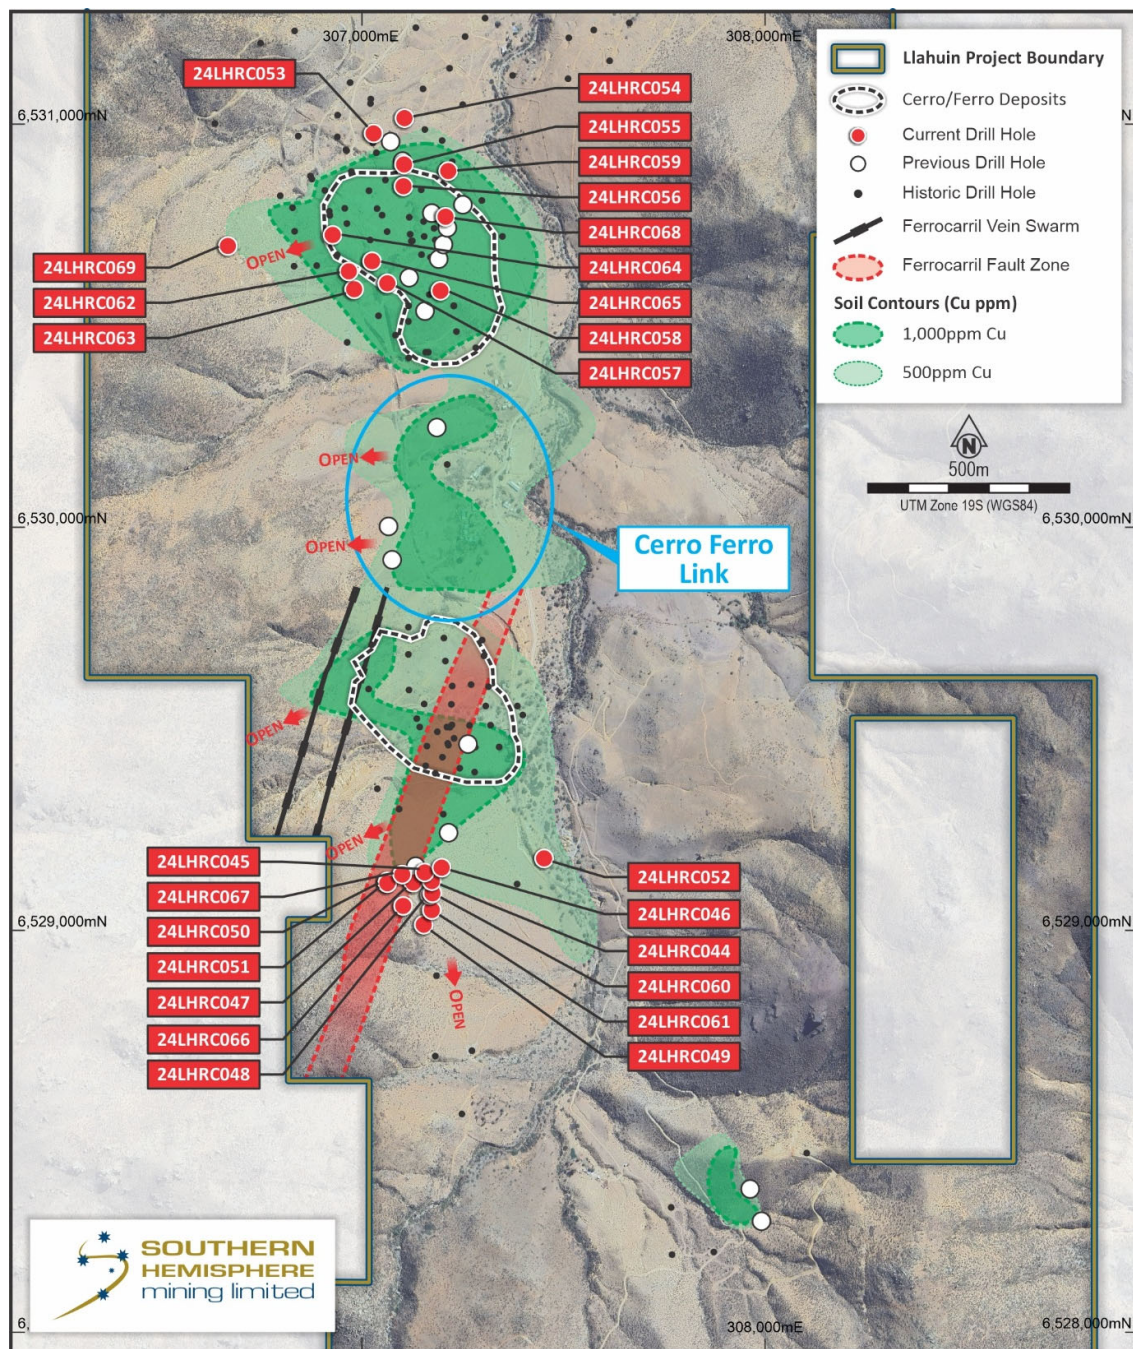 307,000mE
308,000mE
24LHRC053
24LHRC054
6,531,000mN
24LHRC055
24LHRC059
24LHRC056
24LHRC068
24LHRC069
24LHRC064
24LHRC062
24LHRC065
24LHRC063
24LHRC058
24LHRC057
OPEN
Llahuin Project Boundary
Cerro/Ferro Deposits
Current Drill Hole
Previous Drill Hole
Historic Drill Hole
Ferrocarril Vein Swarm
Ferrocarril Fault Zone
Soil Contours (Cu ppm)
1,000ppm Cu
500ppm Cu
N
500m
UTM Zone 19S (WGS84)
OPEN
6,530,000mN
6,530,000mN
OPEN
Cerro Ferro
Link
OPEN
OPEN
24LHRC045
24LHRC052
24LHRC067
24LHRC046
24LHRC050
6,529,000mN
6,529,000mN
24LHRC051
24LHRC044
24LHRC047
24LHRC060
24LHRC066
24LHRC061
24LHRC048
24LHRC049
OPEN
SOUTHERN
HEMISPHERE
mining limited
6,
308,000mE
6,528,000mN